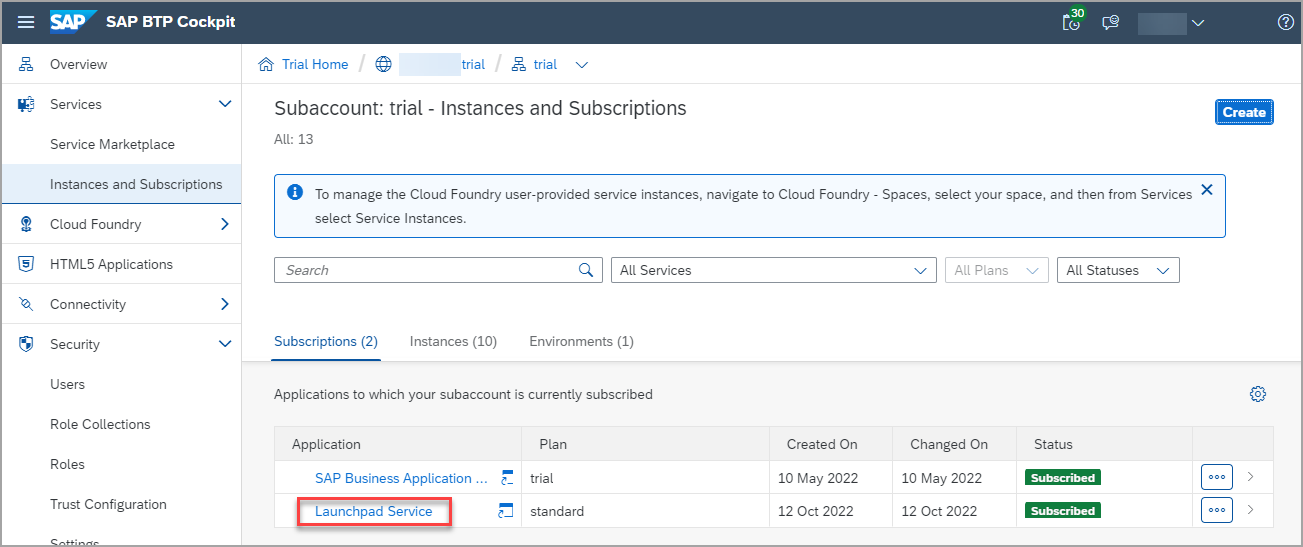 SAP SAP BTP Cockpit 30
Overview
Services
Service Marketplace
Instances and Subscriptions
Cloud Foundry
HTML5 Applications
Connectivity
Security
Users
Role Collections
Roles
Trust Configuration
Settings
Trial Home / trial / trial
Subaccount: trial - Instances and Subscriptions
Create
All: 13
To manage the Cloud Foundry user-provided service instances, navigate to Cloud Foundry - Spaces, select your space, and then from Services
select Service Instances.
Search All Services All Plans All Statuses
Subscriptions (2) Instances (10) Environments (1)
Applications to which your subaccount is currently subscribed
Application Plan Created On Changed On Status
SAP Business Application ... trial 10 May 2022 10 May 2022 Subscribed
Launchpad Service standard 12 Oct 2022 12 Oct 2022 Subscribed